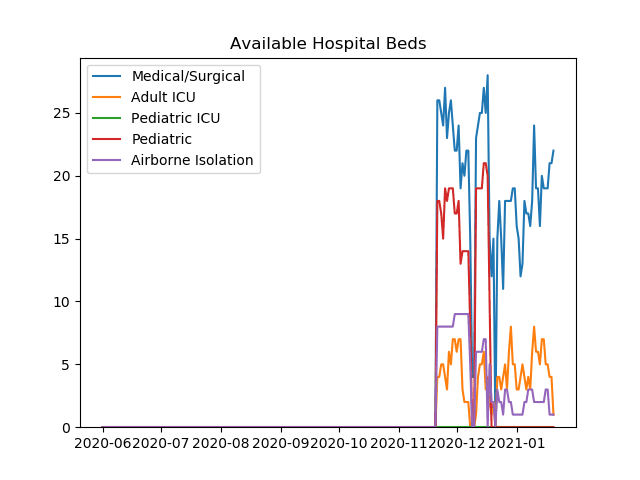 Available Hospital Beds
Medical/Surgical
Adult ICU
Pediatric ICU
Pediatric
Airborne Isolation
25
20
15
10
5
0
2020-06 2020-07 2020-08 2020-09 2020-10 2020-11 2020-12 2021-01